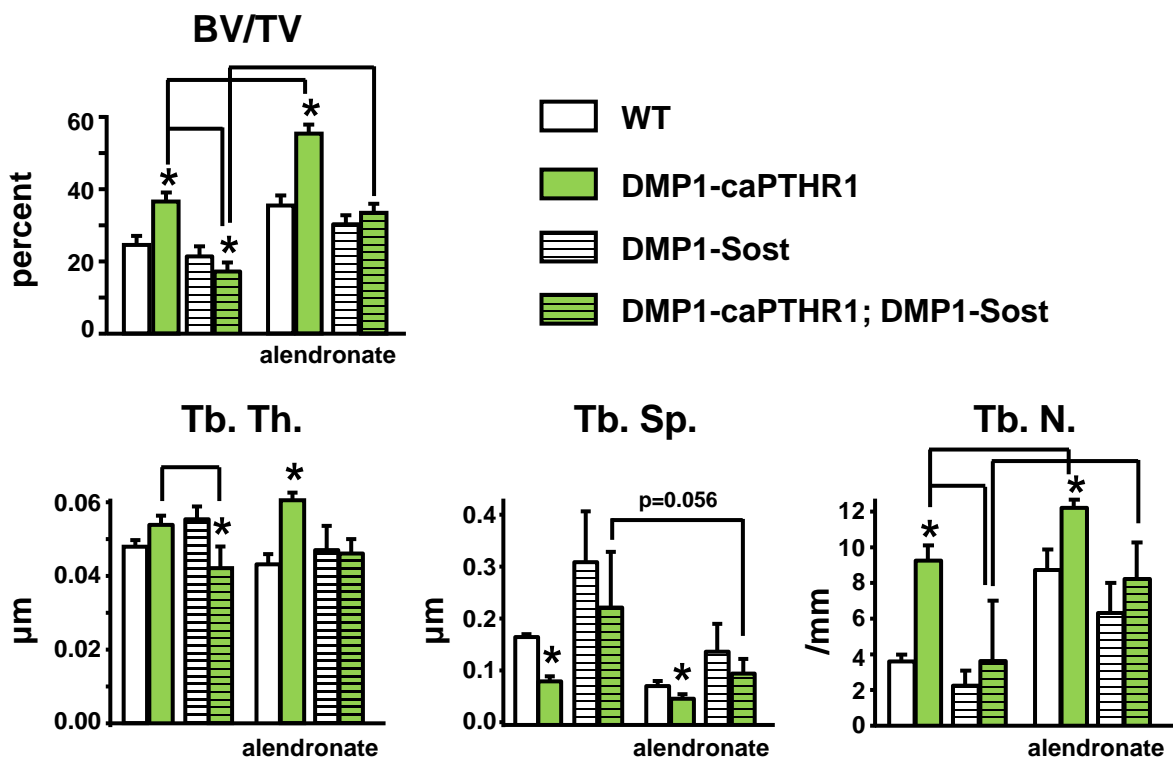 BV/TV
percent
60
40
20
0
*
*
*
alendronate
WT
DMP1-caPTHR1
DMP1-Sost
DMP1-caPTHR1; DMP1-Sost
Tb. Th.
µm
0.06
0.04
0.02
0.00
*
*
alendronate
Tb. Sp.
µm
0.4
0.3
0.2
0.1
0.0
p=0.056
*
*
alendronate
Tb. N.
/mm
12
10
8
6
4
2
0
*
*
alendronate